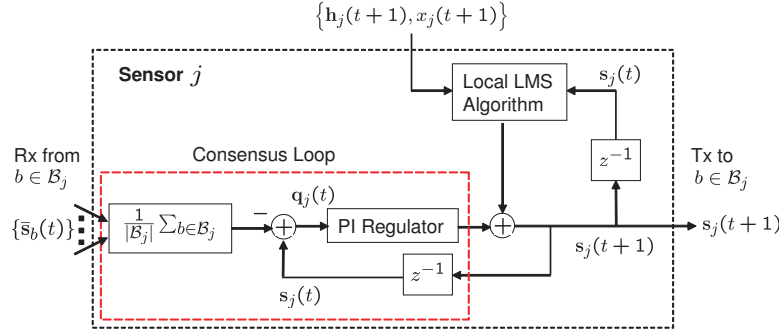 {h_j(t+1), x_j(t+1)}
Sensor j
Local LMS
Algorithm
s_j(t)
z^{-1}
Rx from
b ∈ B_j
Consensus Loop
Tx to
b ∈ B_j
{s̄_b(t)}
1/|B_j| ∑_{b∈B_j}
−
+
q_j(t)
PI Regulator
+
s_j(t+1)
s_j(t+1)
z^{-1}
s_j(t)